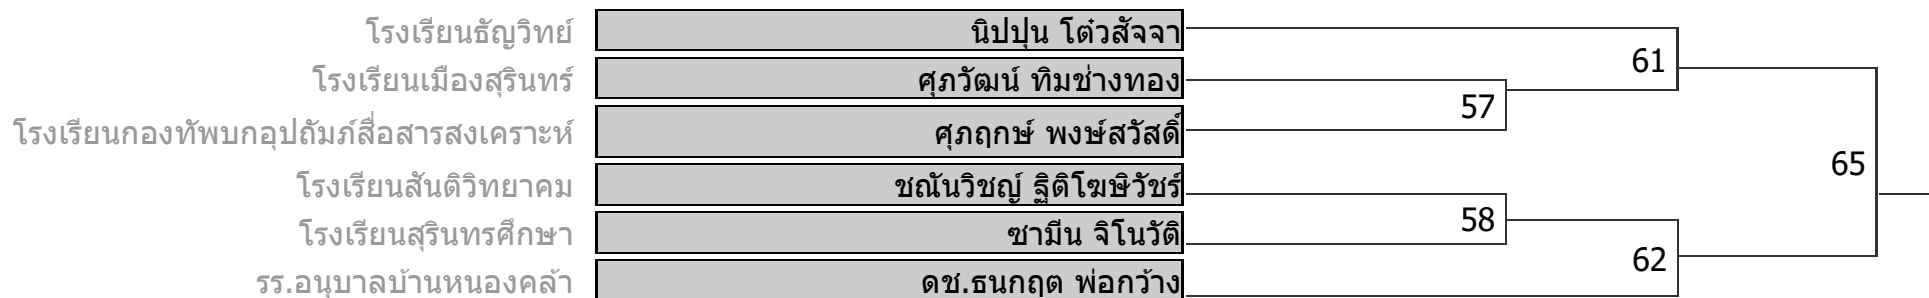 โรงเรียนธัญวิทย์ นิปปุน โต๋วสัจจา
61
โรงเรียนเมืองสุรินทร์ ศุภวัฒน์ ทิมช่างทอง
57
โรงเรียนกองทัพบกอุปถัมภ์สื่อสารสงเคราะห์ ศุภฤกษ์ พงษ์สวัสดิ์
65
โรงเรียนสันติวิทยาคม ชณันวิชญ์ ฐิติโฆษิวัชร์
58
โรงเรียนสุรินทรศึกษา ซามีน จิโนวัติ
62
รร.อนุบาลบ้านหนองคล้า ดช.ธนกฤต พ่อกว้าง